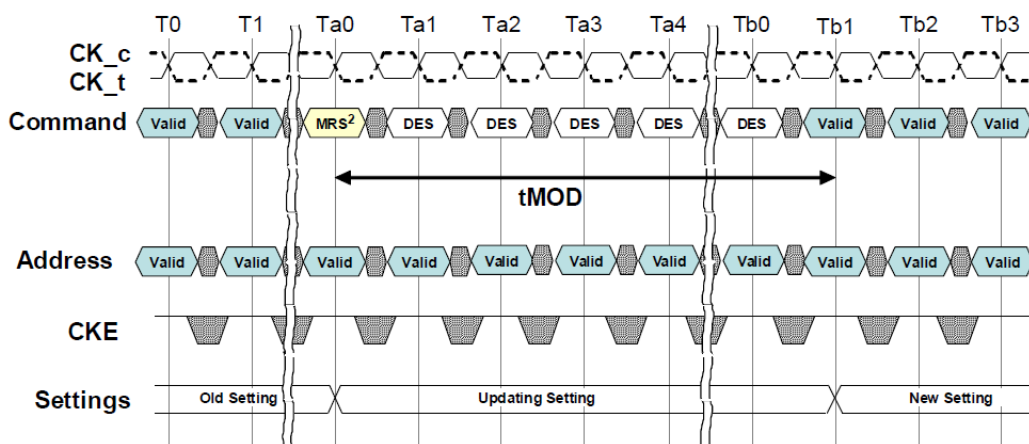 T0 T1 Ta0 Ta1 Ta2 Ta3 Ta4 Tb0 Tb1 Tb2 Tb3
CK_c
CK_t
Command Valid Valid MRS² DES DES DES DES DES Valid Valid Valid
tMOD
Address Valid Valid Valid Valid Valid Valid Valid Valid Valid Valid Valid
CKE
Settings Old Setting Updating Setting New Setting